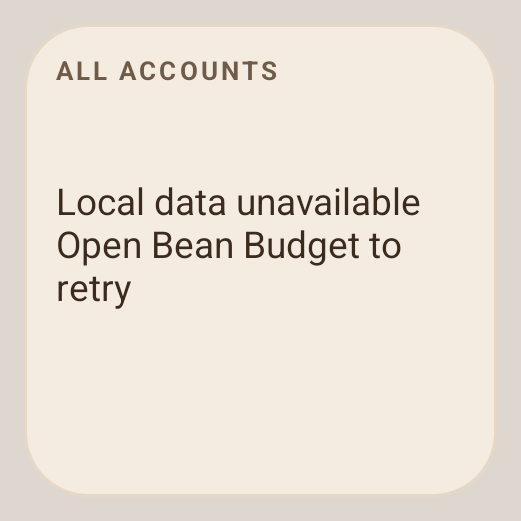 ALL ACCOUNTS
Local data unavailable
Open Bean Budget to
retry